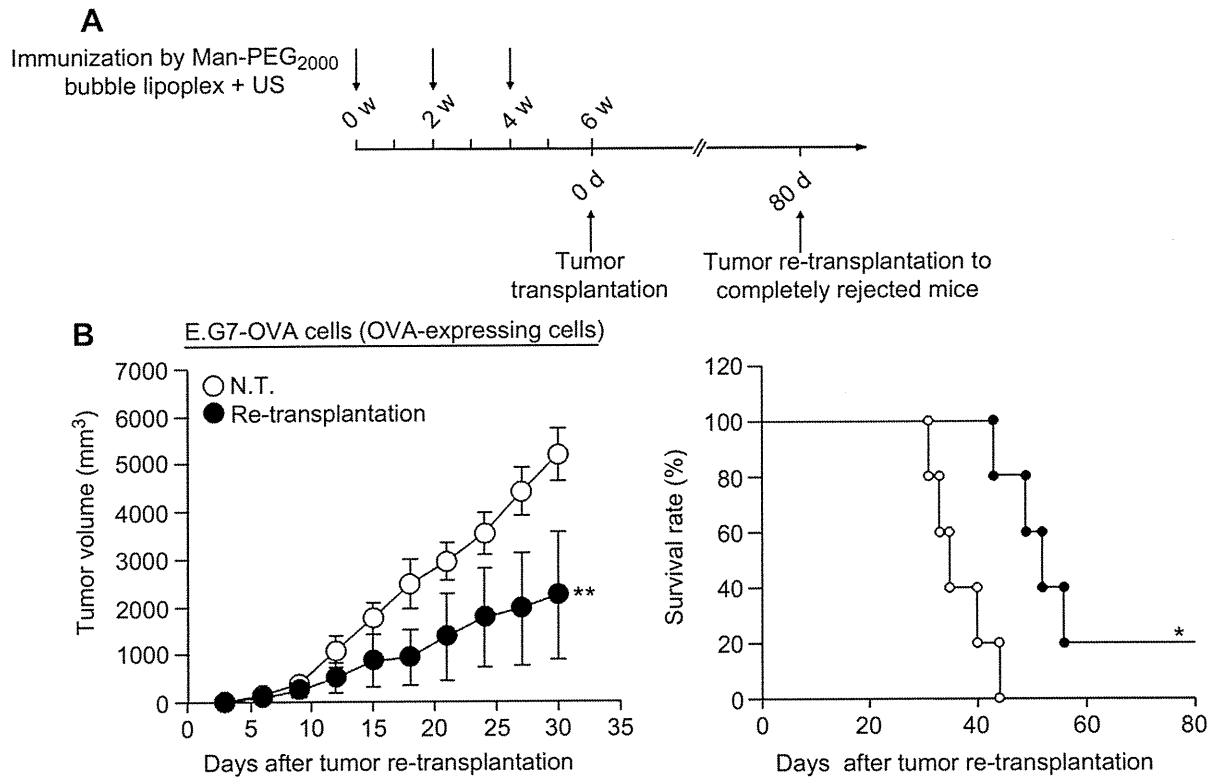 A
Immunization by Man-PEG2000
bubble lipoplex + US
0 w
2 w
4 w
6 w
0 d
80 d
Tumor
transplantation
Tumor re-transplantation to
completely rejected mice
B
E.G7-OVA cells (OVA-expressing cells)
7000
6000
5000
4000
3000
2000
1000
0
Tumor volume (mm3)
N.T.
Re-transplantation
**
0 5 10 15 20 25 30 35
Days after tumor re-transplantation
120
100
80
60
40
20
0
Survival rate (%)
*
0 20 40 60 80
Days after tumor re-transplantation